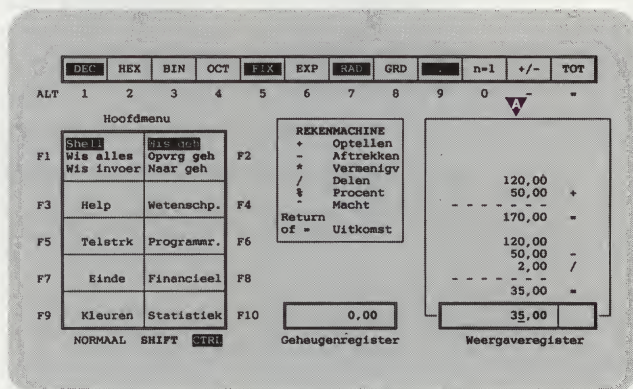 DEC HEX BIN OCT FIX EXP RAD GRD . n=1 +/- TOT
ALT 1 2 3 4 5 6 7 8 9 0 - =
A
Hoofdmenu
F1 Shell Wis geh F2
Wis alles Opvrg geh
Wis invoer Naar geh
F3 Help Wetenschp. F4
F5 Telstrk Programmr. F6
F7 Einde Financieel F8
F9 Kleuren Statistiek F10
NORMAAL SHIFT CTRL
REKENMACHINE
+ Optellen
- Aftrekken
* Vermenigv
/ Delen
% Procent
^ Macht
Return
of = Uitkomst
0,00
Geheugenregister
120,00
50,00 +
- - - - - - -
170,00 =
120,00
50,00 -
2,00 /
- - - - - - -
35,00 =
35,00
Weergaveregister